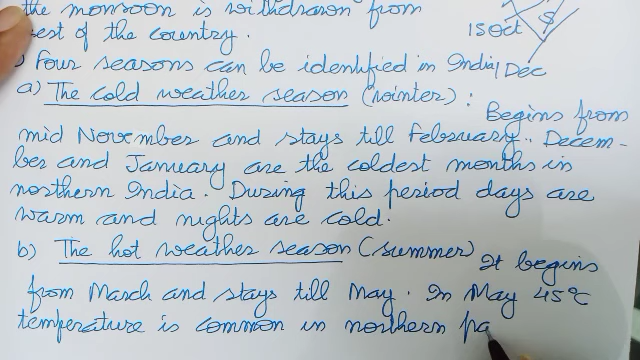 the monsoon is withdrawn from
rest of the country.
15 Oct
S
1 Dec
) Four seasons can be identified in India
a) The cold weather season (winter) :
Begins from
mid November and stays till February. Decem-
ber and January are the coldest months in
northern India. During this period days are
warm and nights are cold.
b) The hot weather season (summer) It begins
from March and stays till May. In May 45°C
temperature is common in northern pa